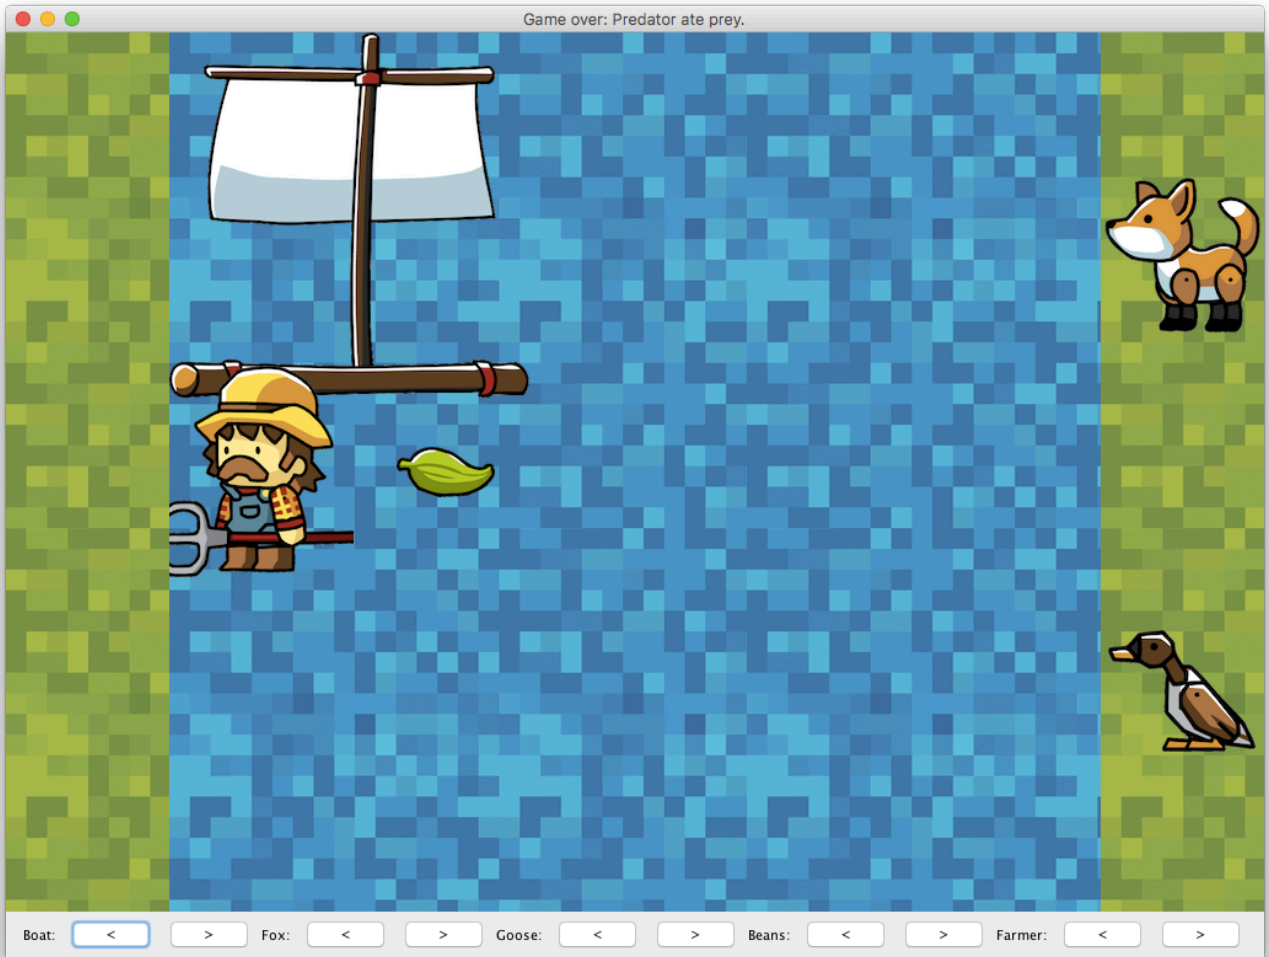 Game over: Predator ate prey.
Boat: < > Fox: < > Goose: < > Beans: < > Farmer: < >